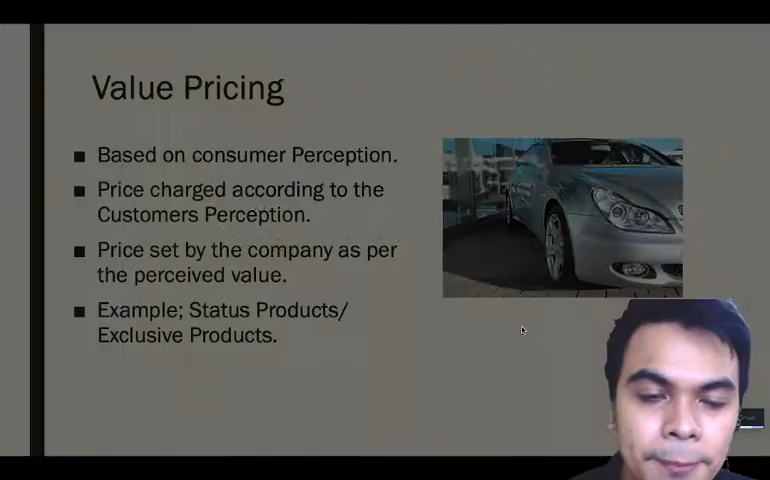 Value Pricing
■ Based on consumer Perception.
■ Price charged according to the
Customers Perception.
■ Price set by the company as per
the perceived value.
■ Example; Status Products/
Exclusive Products.